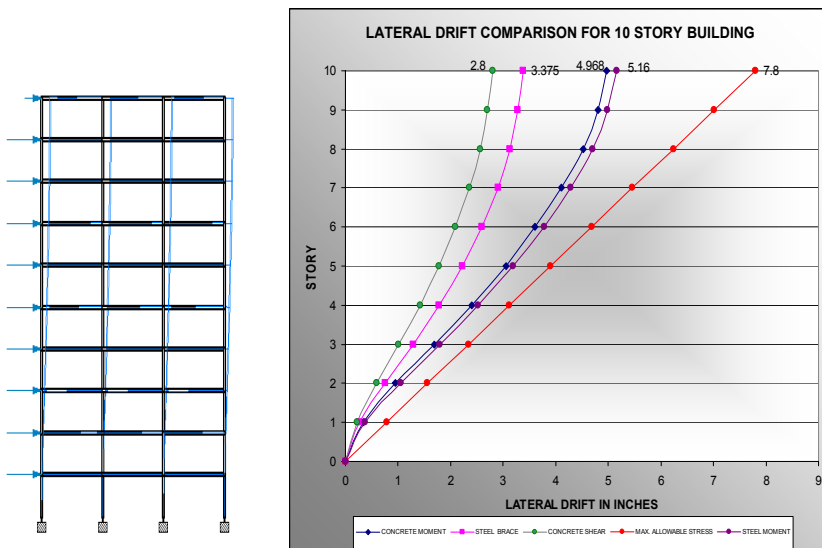 LATERAL DRIFT COMPARISON FOR 10 STORY BUILDING
2.8 3.375 4.968 5.16 7.8
10
9
8
7
6
5
4
3
2
1
0
STORY
0 1 2 3 4 5 6 7 8 9
LATERAL DRIFT IN INCHES
CONCRETE MOMENT STEEL BRACE CONCRETE SHEAR MAX. ALLOWABLE STRESS STEEL MOMENT